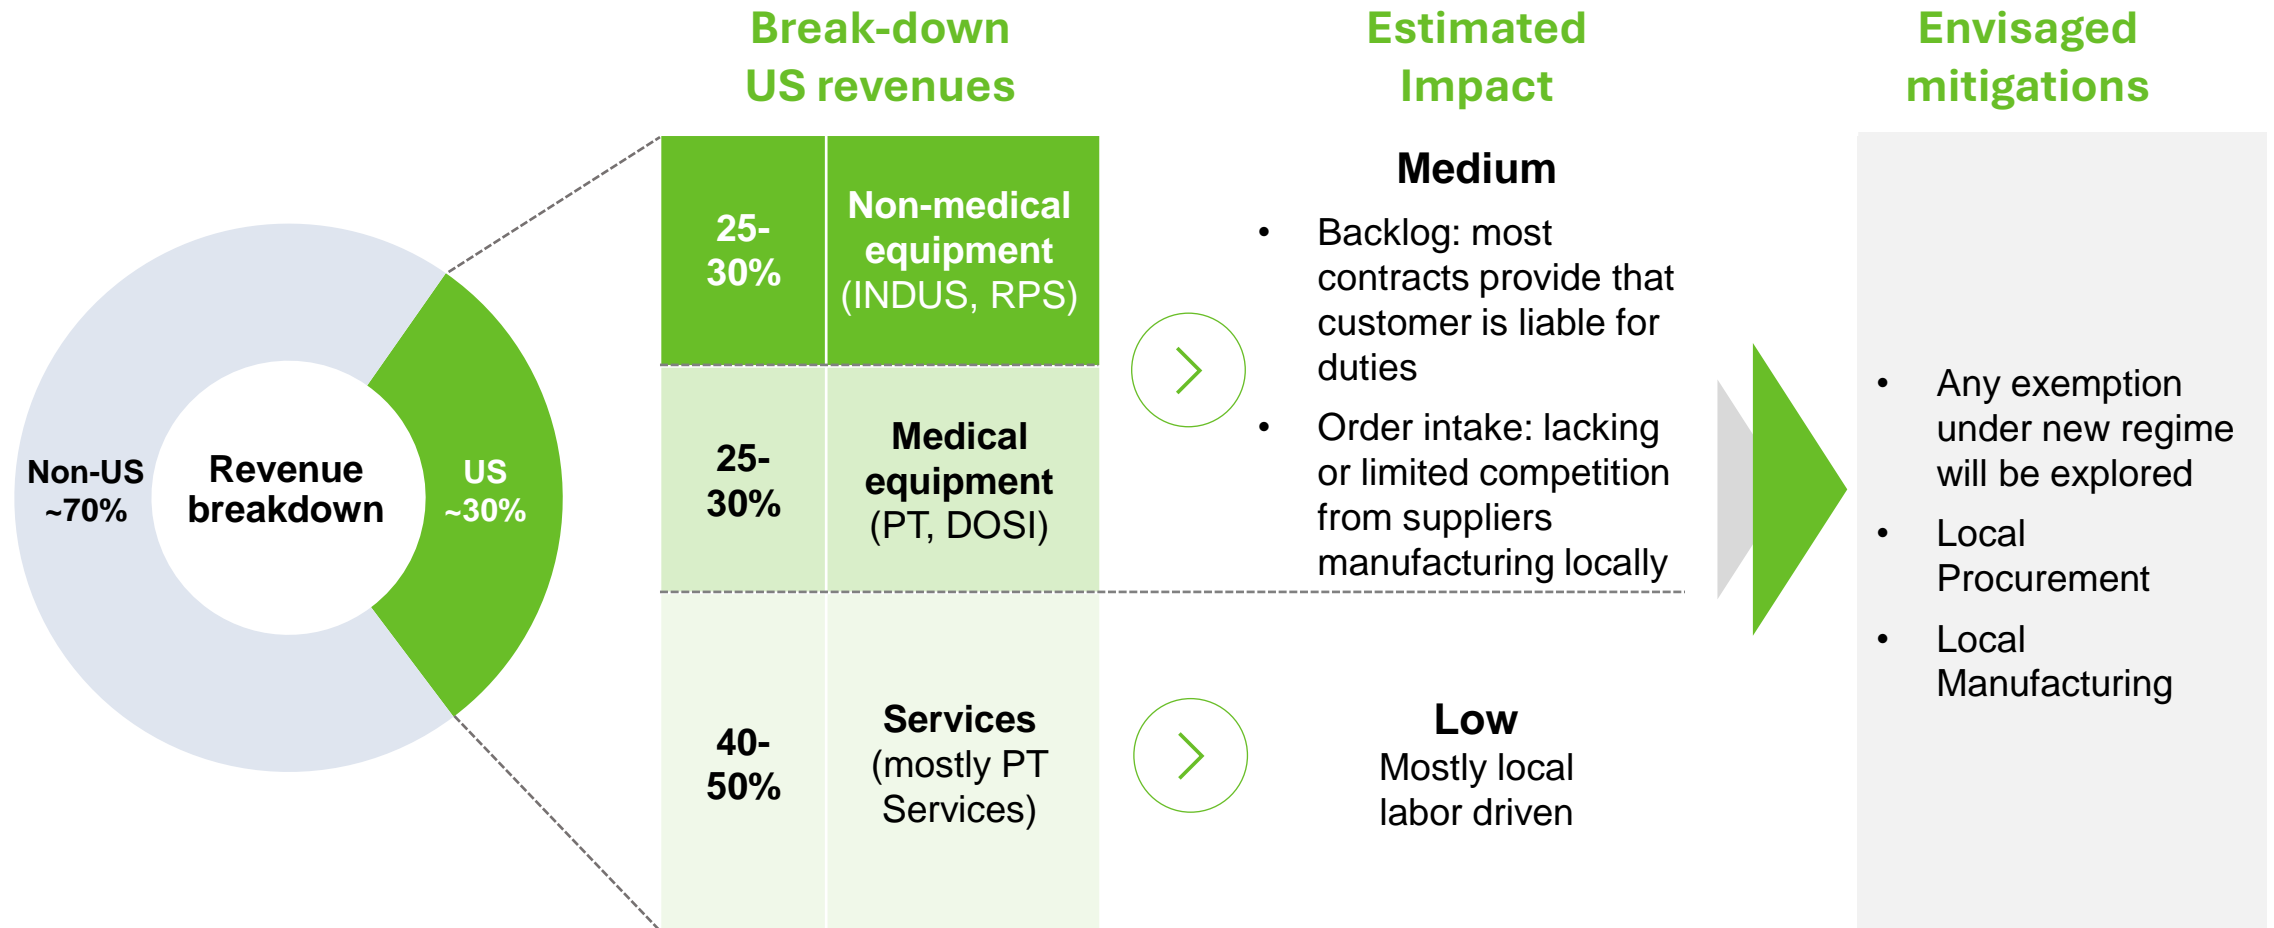 Break-down
US revenues
Estimated
Impact
Envisaged
mitigations
Non-US
~70%
Revenue
breakdown
US
~30%
25-
30%
Non-medical
equipment
(INDUS, RPS)
25-
30%
Medical
equipment
(PT, DOSI)
40-
50%
Services
(mostly PT
Services)
Medium
• Backlog: most
contracts provide that
customer is liable for
duties
• Order intake: lacking
or limited competition
from suppliers
manufacturing locally
Low
Mostly local
labor driven
• Any exemption
under new regime
will be explored
• Local
Procurement
• Local
Manufacturing